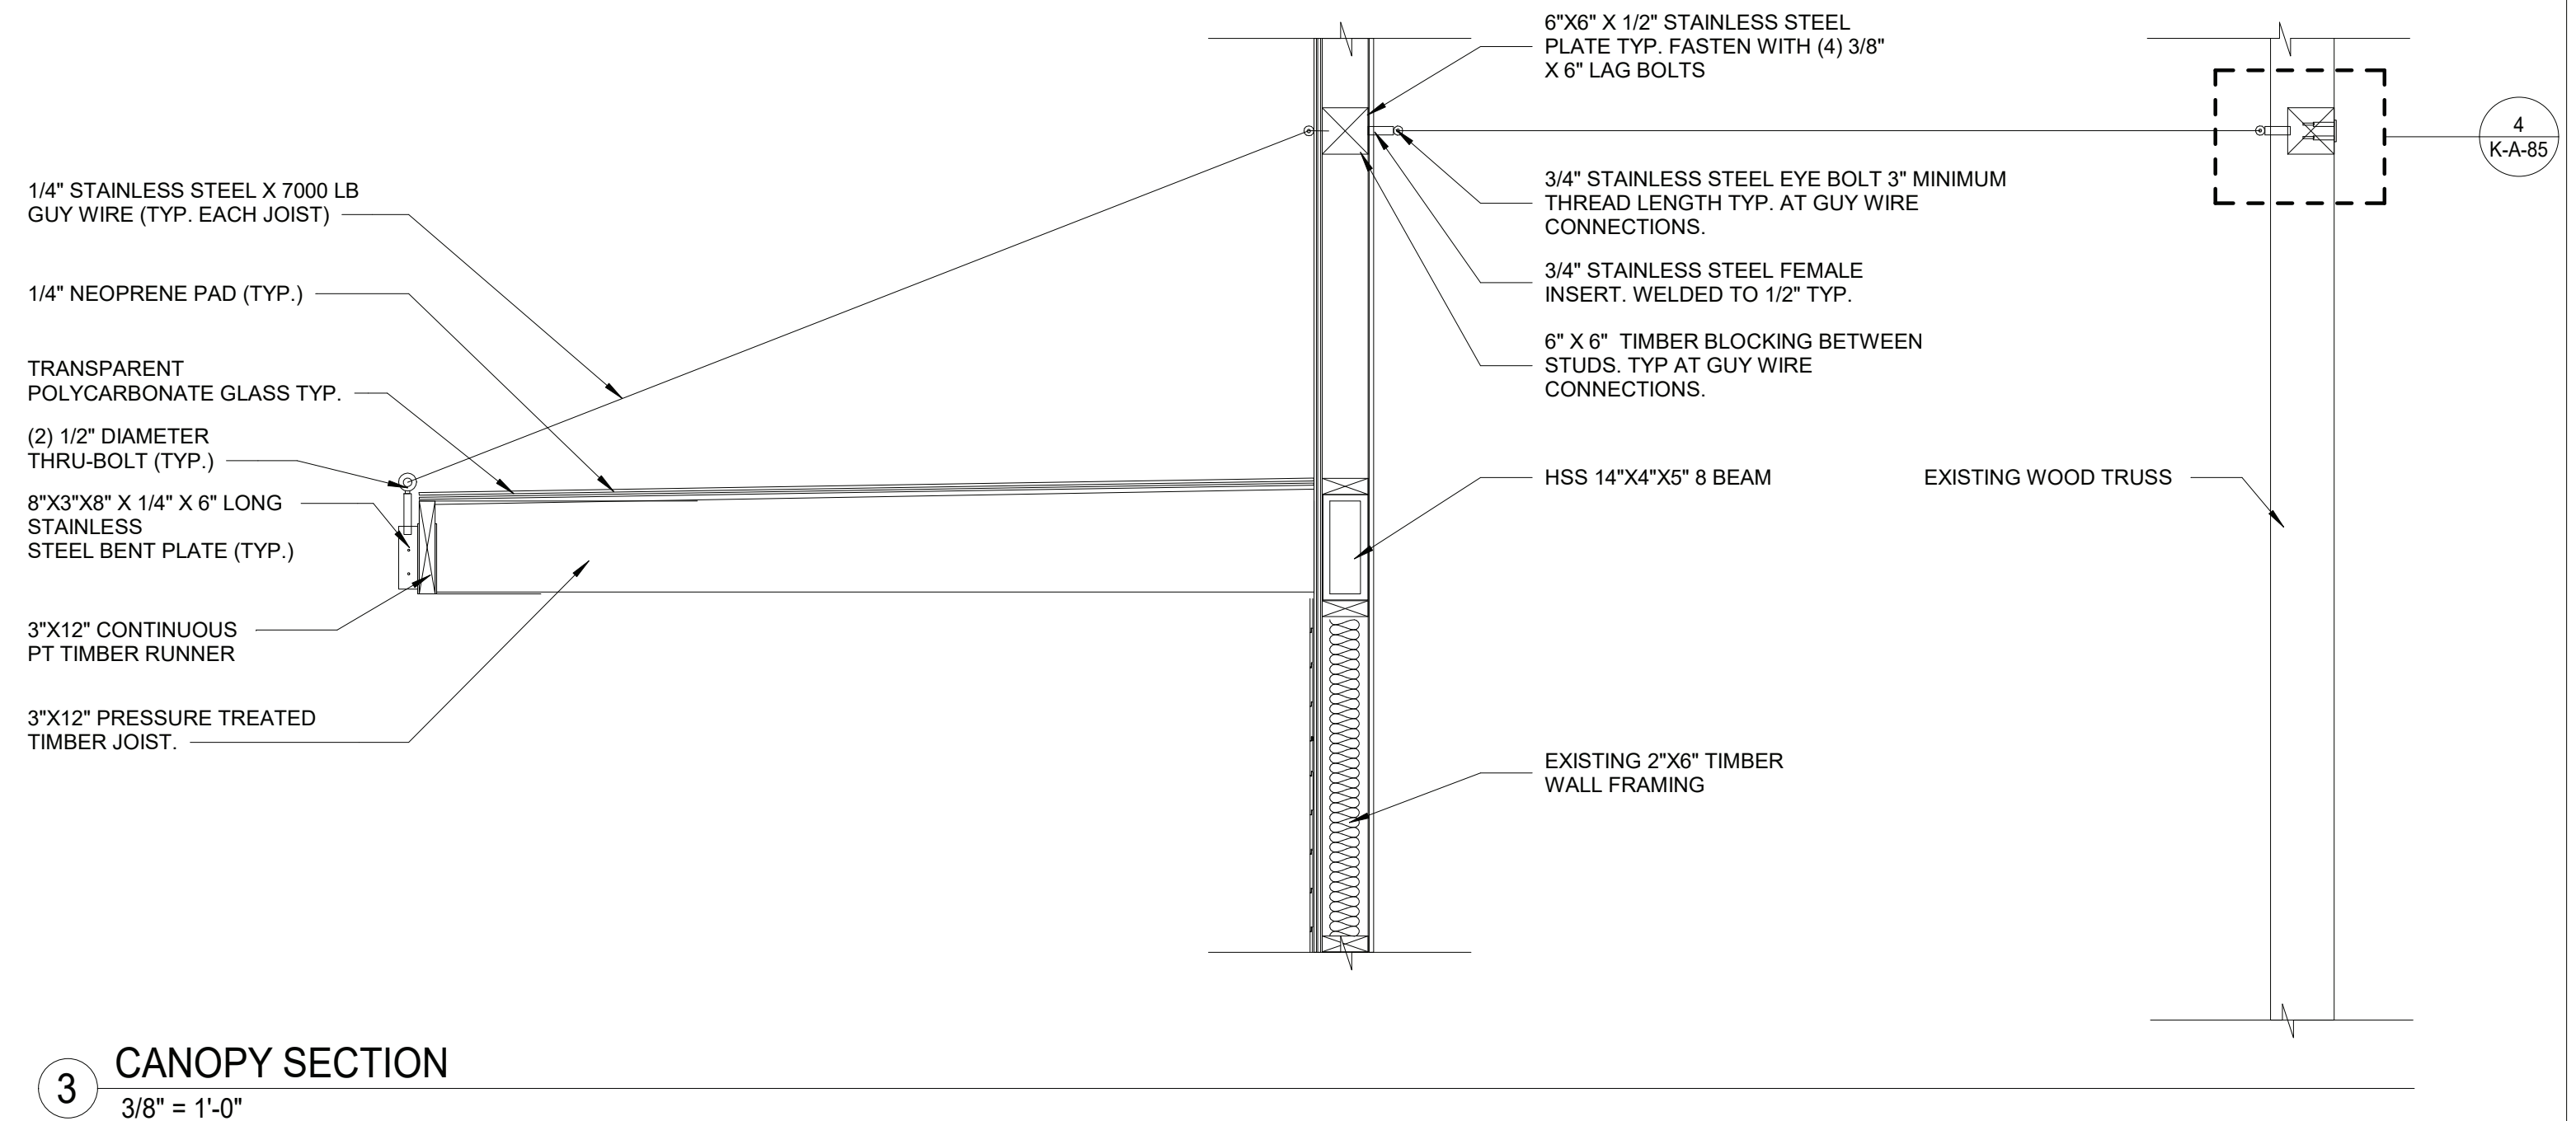 6"X6" X 1/2" STAINLESS STEEL
PLATE TYP. FASTEN WITH (4) 3/8"
X 6" LAG BOLTS
4
K-A-85
1/4" STAINLESS STEEL X 7000 LB
GUY WIRE (TYP. EACH JOIST)
3/4" STAINLESS STEEL EYE BOLT 3" MINIMUM
THREAD LENGTH TYP. AT GUY WIRE
CONNECTIONS.
1/4" NEOPRENE PAD (TYP.)
3/4" STAINLESS STEEL FEMALE
INSERT. WELDED TO 1/2" TYP.
TRANSPARENT
POLYCARBONATE GLASS TYP.
6" X 6"  TIMBER BLOCKING BETWEEN
STUDS. TYP AT GUY WIRE
CONNECTIONS.
(2) 1/2" DIAMETER
THRU-BOLT (TYP.)
HSS 14"X4"X5" 8 BEAM
EXISTING WOOD TRUSS
8"X3"X8" X 1/4" X 6" LONG
STAINLESS
STEEL BENT PLATE (TYP.)
3"X12" CONTINUOUS
PT TIMBER RUNNER
3"X12" PRESSURE TREATED
TIMBER JOIST.
EXISTING 2"X6" TIMBER
WALL FRAMING
3
CANOPY SECTION
3/8" = 1'-0"